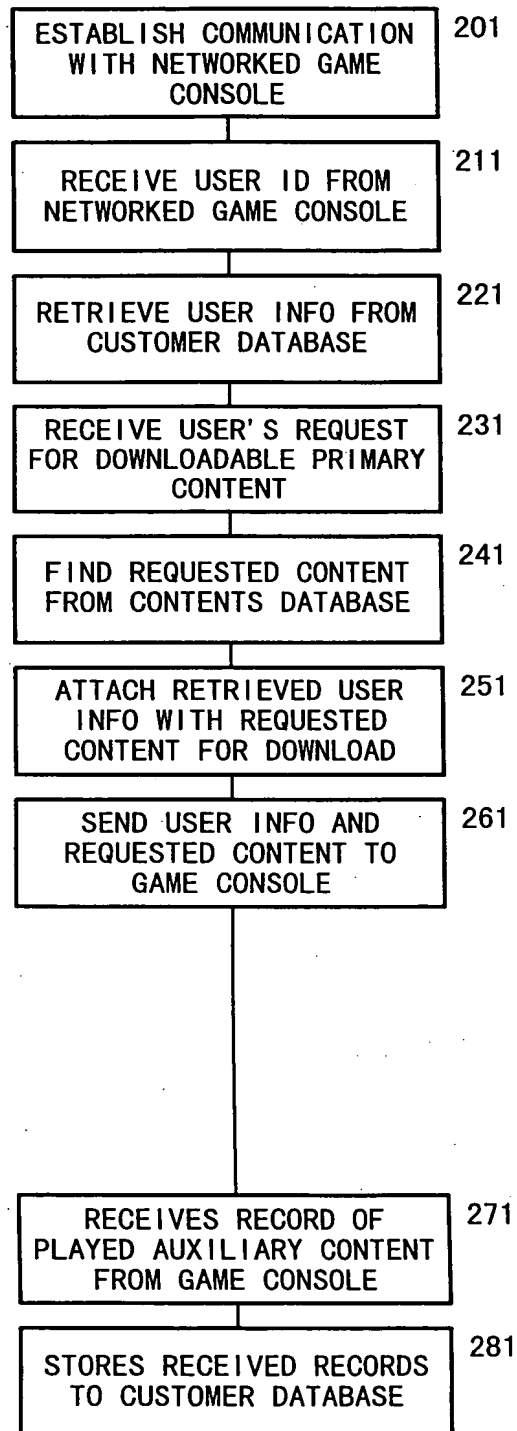 ESTABLISH COMMUNICATION
WITH NETWORKED GAME
CONSOLE
201
RECEIVE USER ID FROM
NETWORKED GAME CONSOLE
211
RETRIEVE USER INFO FROM
CUSTOMER DATABASE
221
RECEIVE USER'S REQUEST
FOR DOWNLOADABLE PRIMARY
CONTENT
231
FIND REQUESTED CONTENT
FROM CONTENTS DATABASE
241
ATTACH RETRIEVED USER
INFO WITH REQUESTED
CONTENT FOR DOWNLOAD
251
SEND USER INFO AND
REQUESTED CONTENT TO
GAME CONSOLE
261
RECEIVES RECORD OF
PLAYED AUXILIARY CONTENT
FROM GAME CONSOLE
271
STORES RECEIVED RECORDS
TO CUSTOMER DATABASE
281